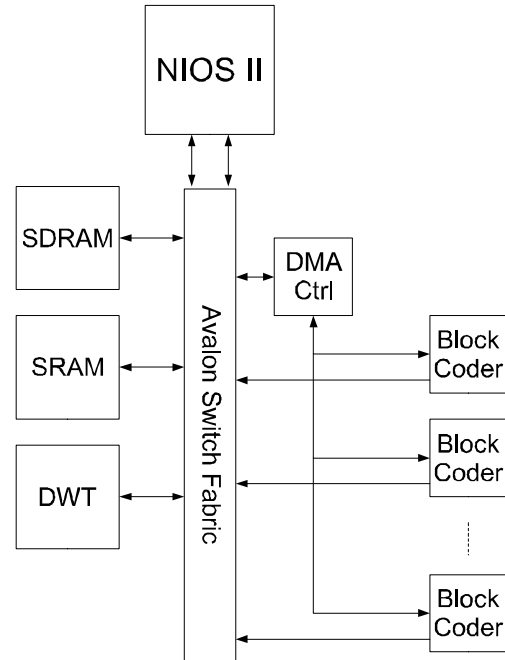 NIOS II
SDRAM
SRAM
DWT
Avalon Switch Fabric
DMA
Ctrl
Block
Coder
Block
Coder
Block
Coder